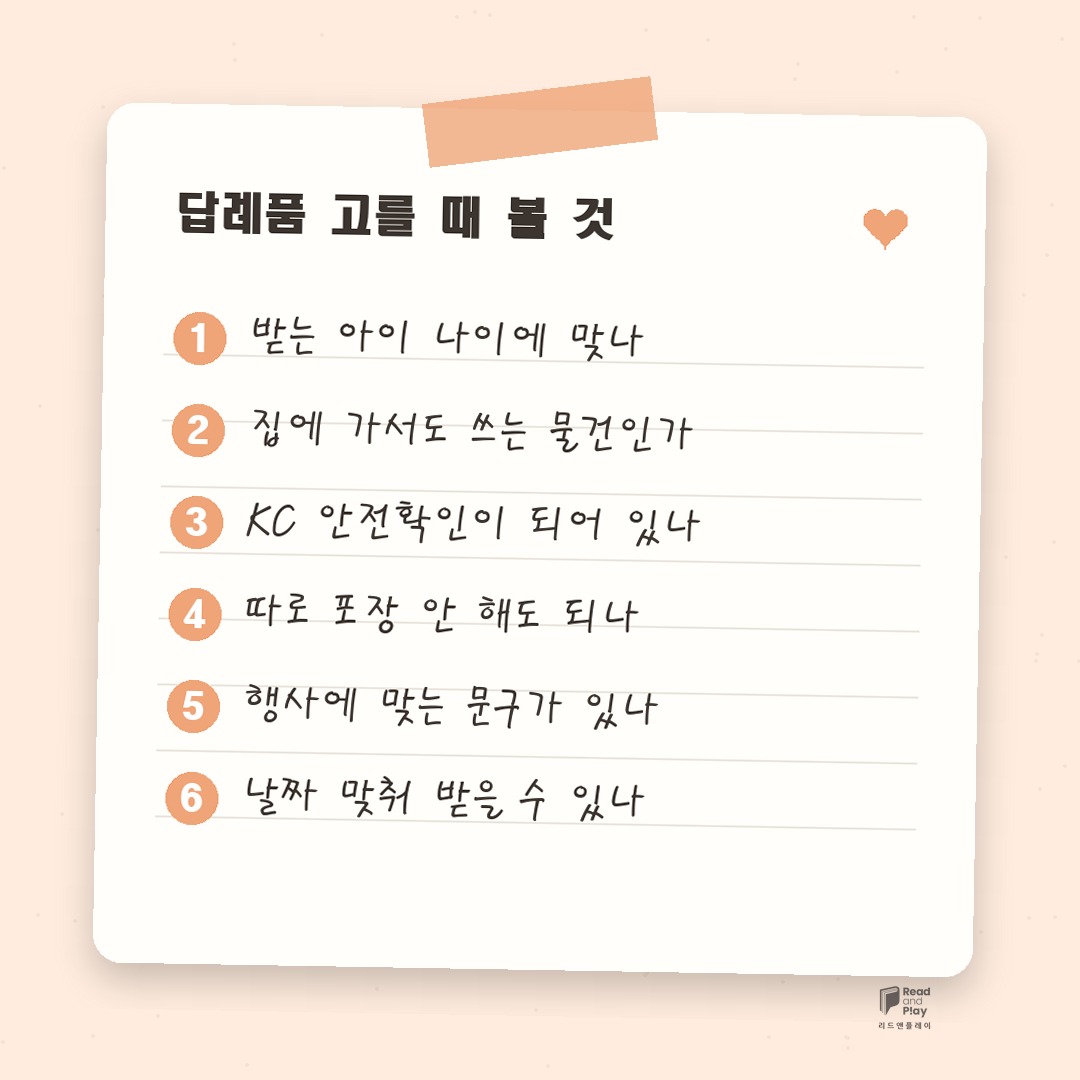 답례품 고를 때 볼 것
1 받는 아이 나이에 맞나
2 집에 가서도 쓰는 물건인가
3 KC 안전확인이 되어 있나
4 따로 포장 안 해도 되나
5 행사에 맞는 문구가 있나
6 날짜 맞춰 받을 수 있나
Read
and
Play
리드앤플레이